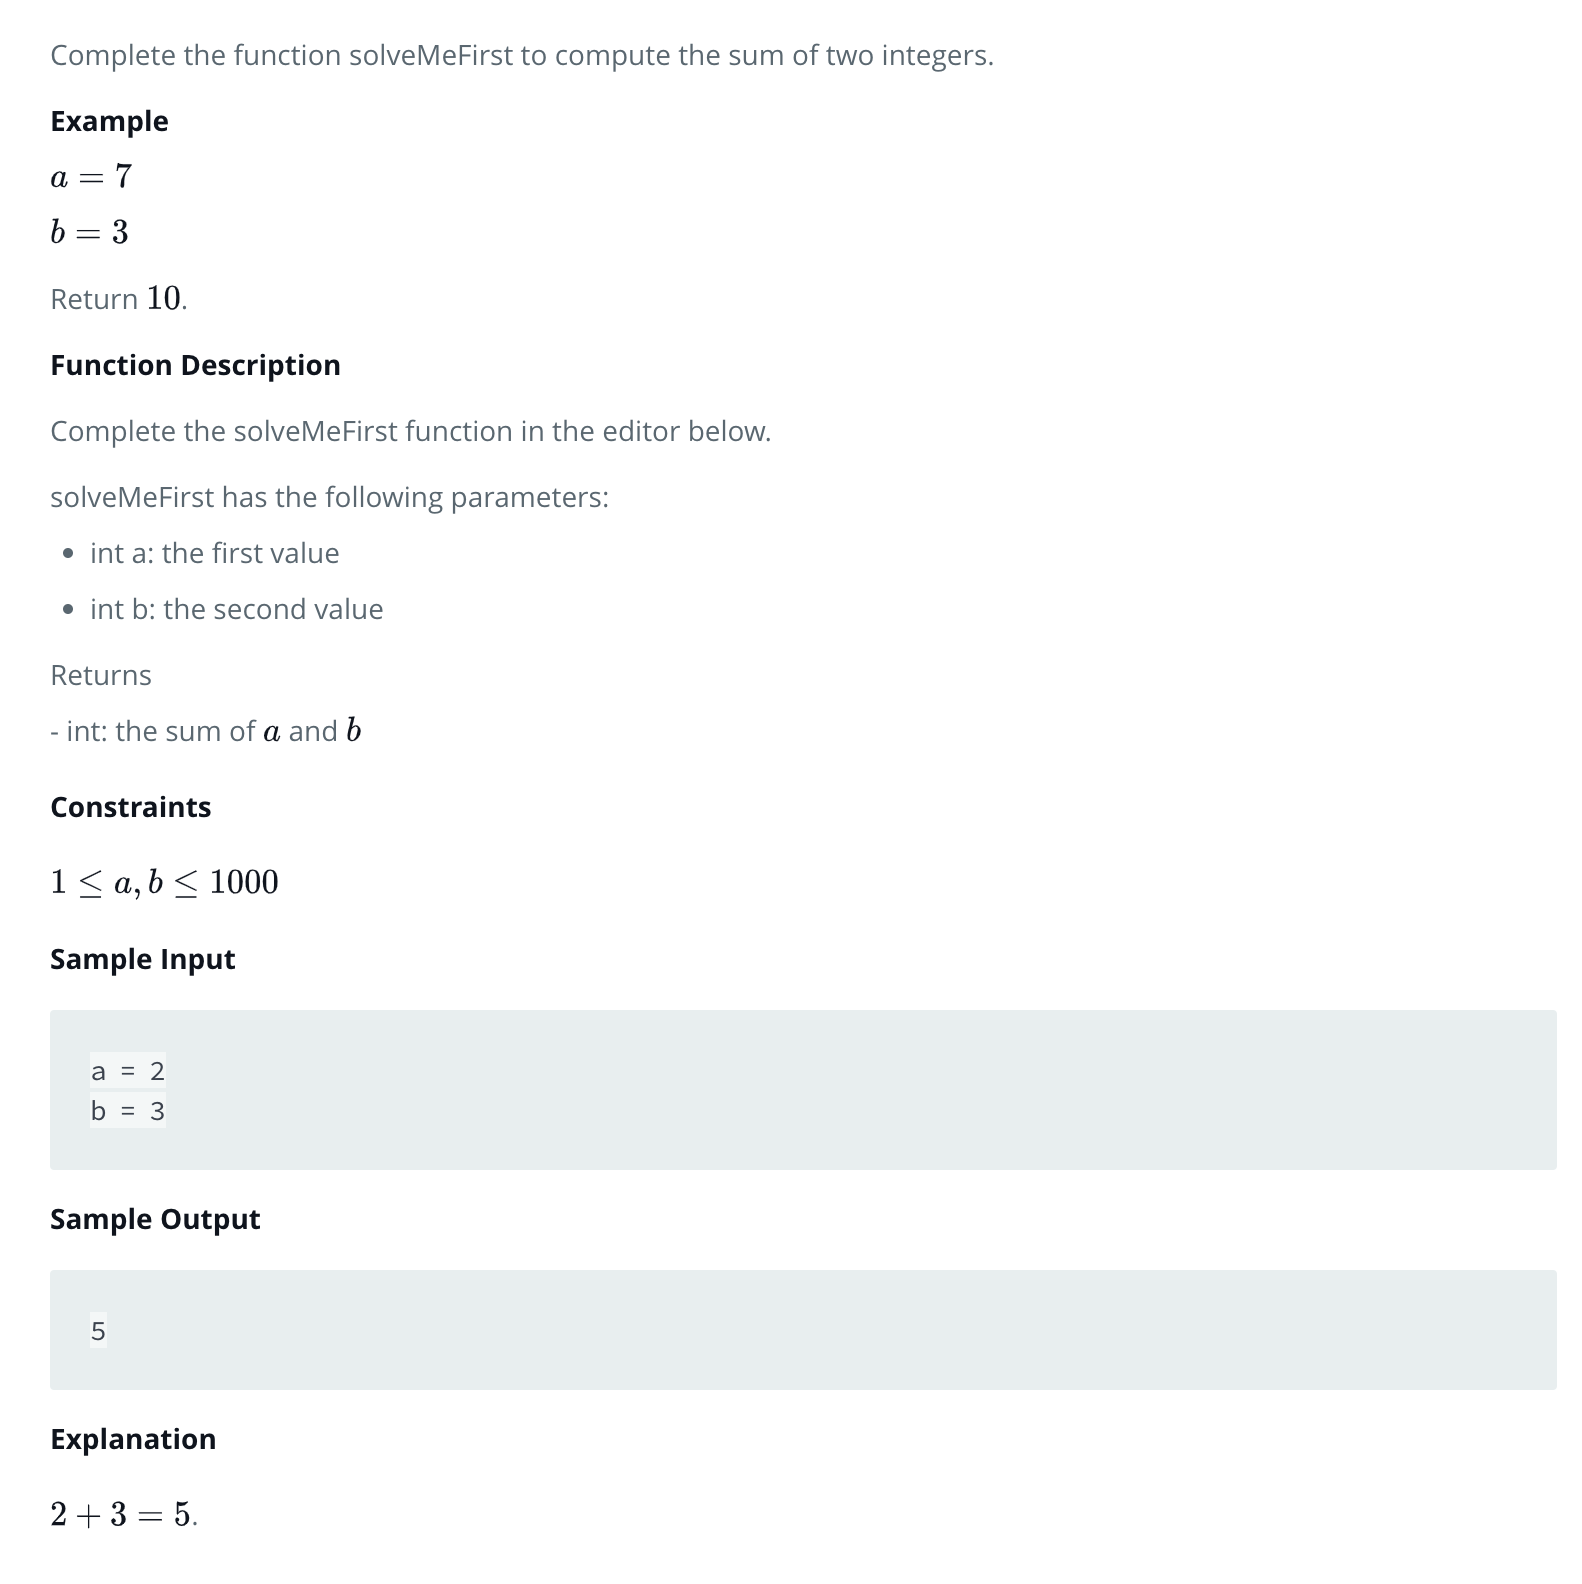 Complete the function solveMeFirst to compute the sum of two integers.
Example
a = 7
b = 3
Return 10.
Function Description
Complete the solveMeFirst function in the editor below.
solveMeFirst has the following parameters:
• int a: the first value
• int b: the second value
Returns
- int: the sum of a and b
Constraints
1 ≤ a, b ≤ 1000
Sample Input
a = 2
b = 3
Sample Output
5
Explanation
2 + 3 = 5.